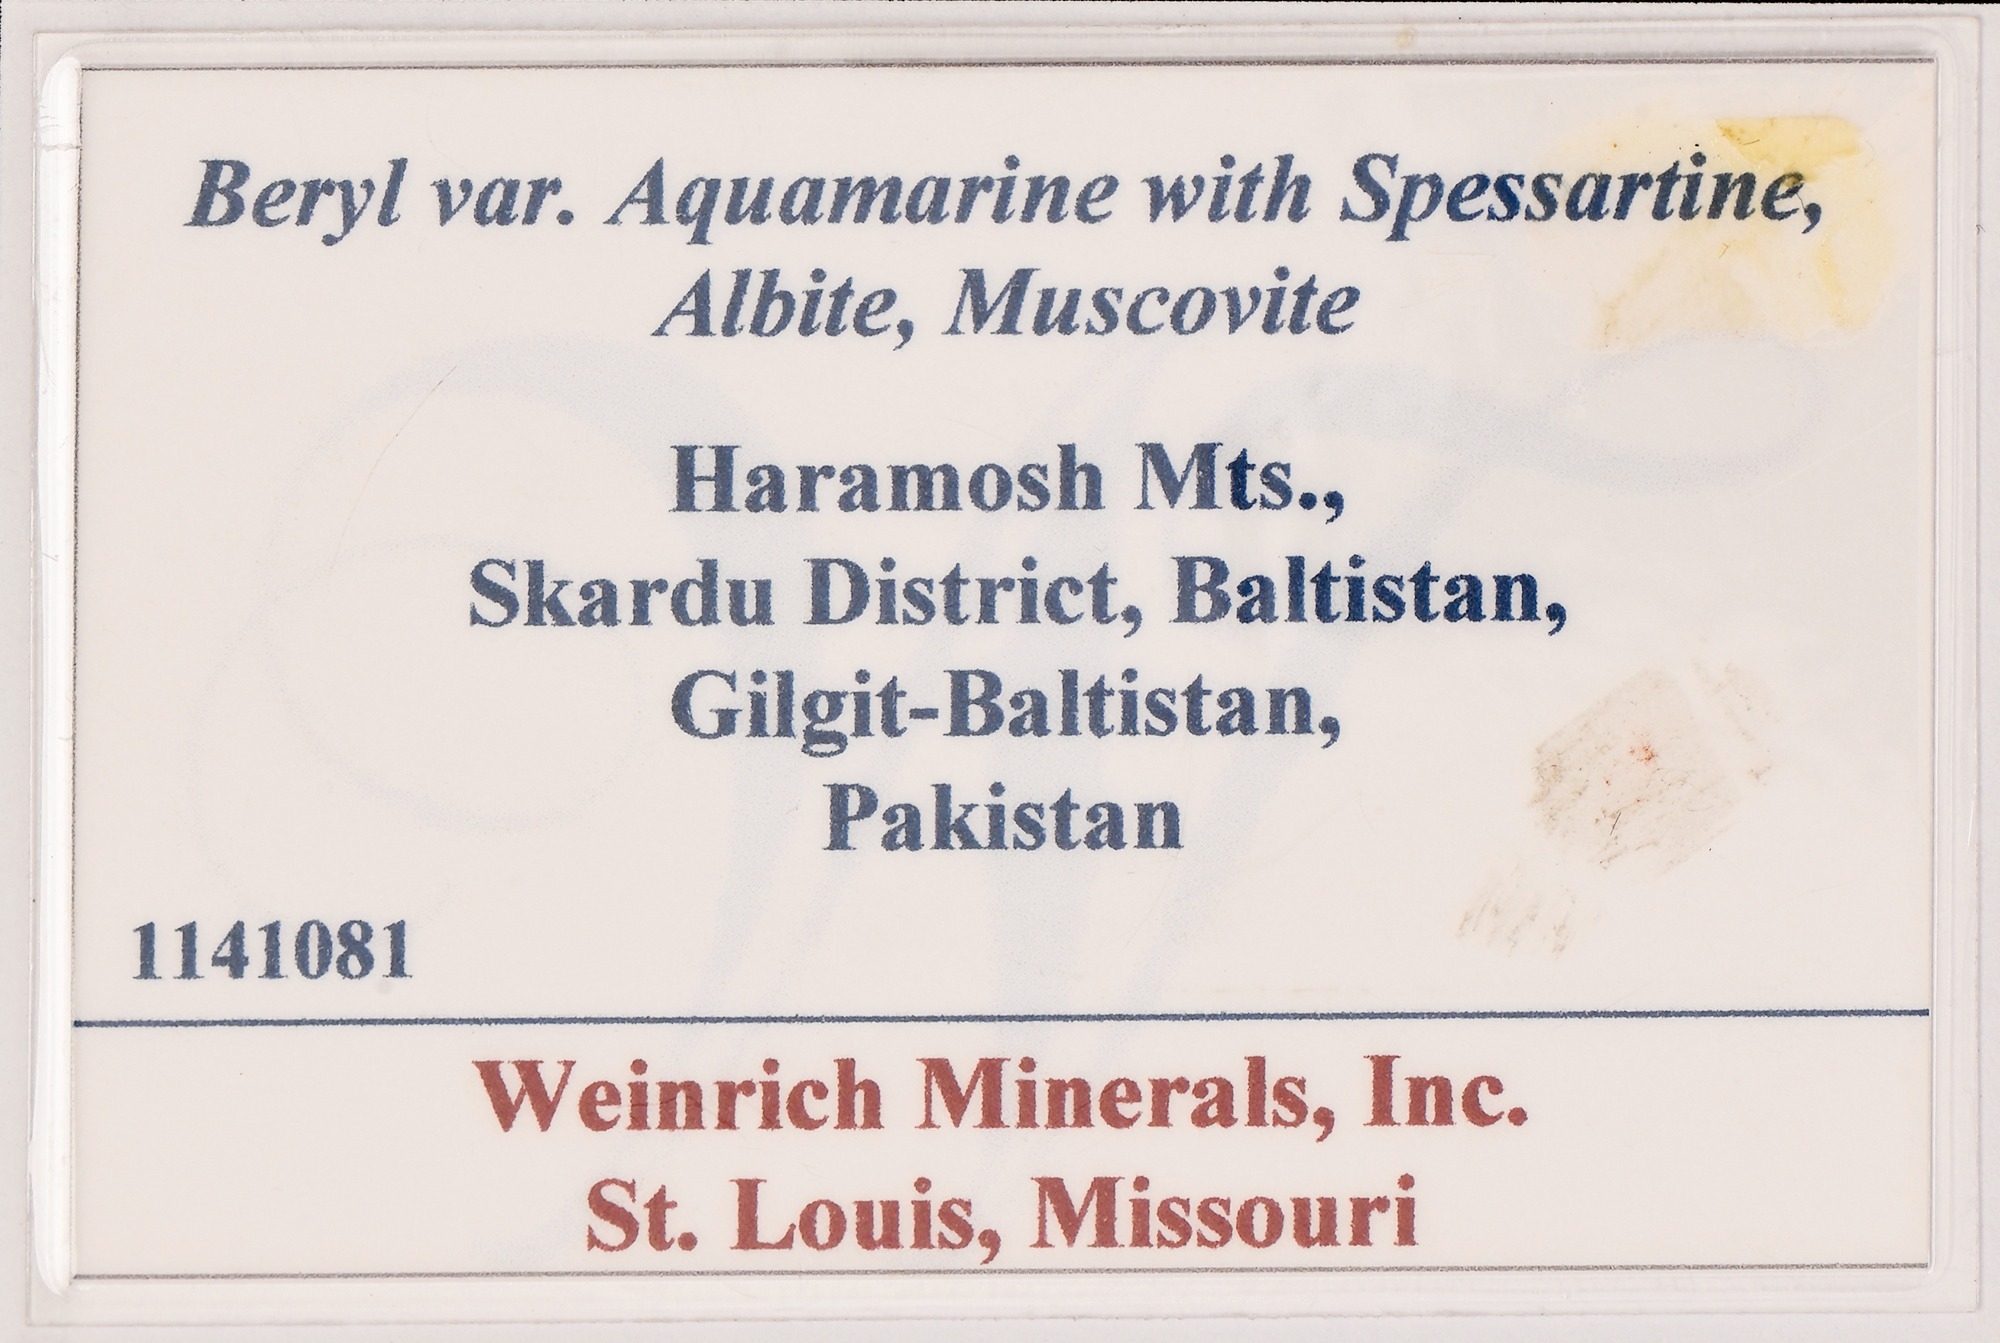 Beryl var. Aquamarine with Spessartine,
Albite, Muscovite
Haramosh Mts.,
Skardu District, Baltistan,
Gilgit-Baltistan,
Pakistan
1141081
Weinrich Minerals, Inc.
St. Louis, Missouri